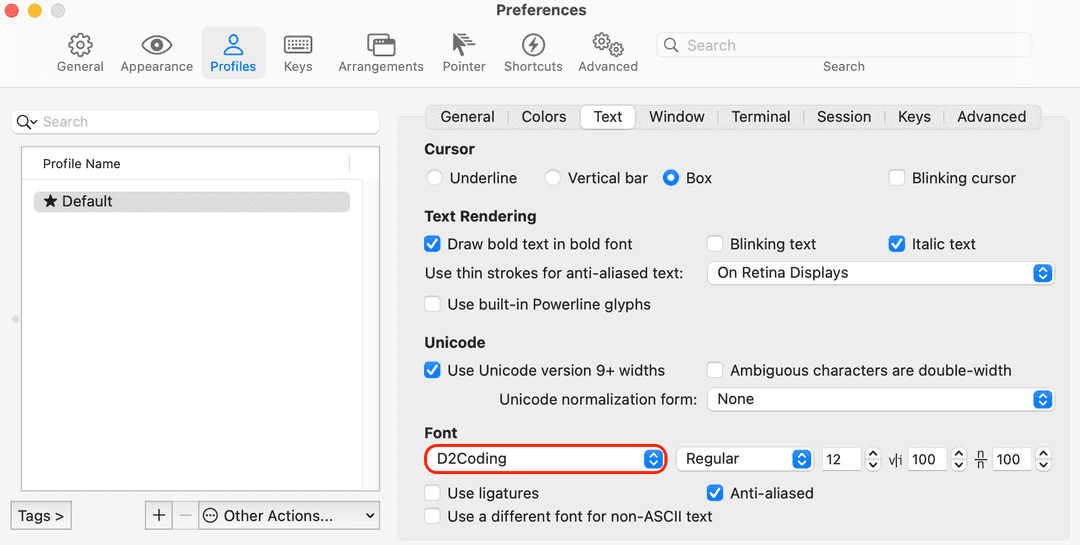 Preferences
General Appearance Profiles Keys Arrangements Pointer Shortcuts Advanced Search
Search
Search
General Colors Text Window Terminal Session Keys Advanced
Profile Name
★ Default
Cursor
Underline Vertical bar Box Blinking cursor
Text Rendering
Draw bold text in bold font Blinking text Italic text
Use thin strokes for anti-aliased text: On Retina Displays
Use built-in Powerline glyphs
Unicode
Use Unicode version 9+ widths Ambiguous characters are double-width
Unicode normalization form: None
Font
D2Coding Regular 12 v|i 100 n/n 100
Use ligatures Anti-aliased
Use a different font for non-ASCII text
Tags > + − Other Actions...